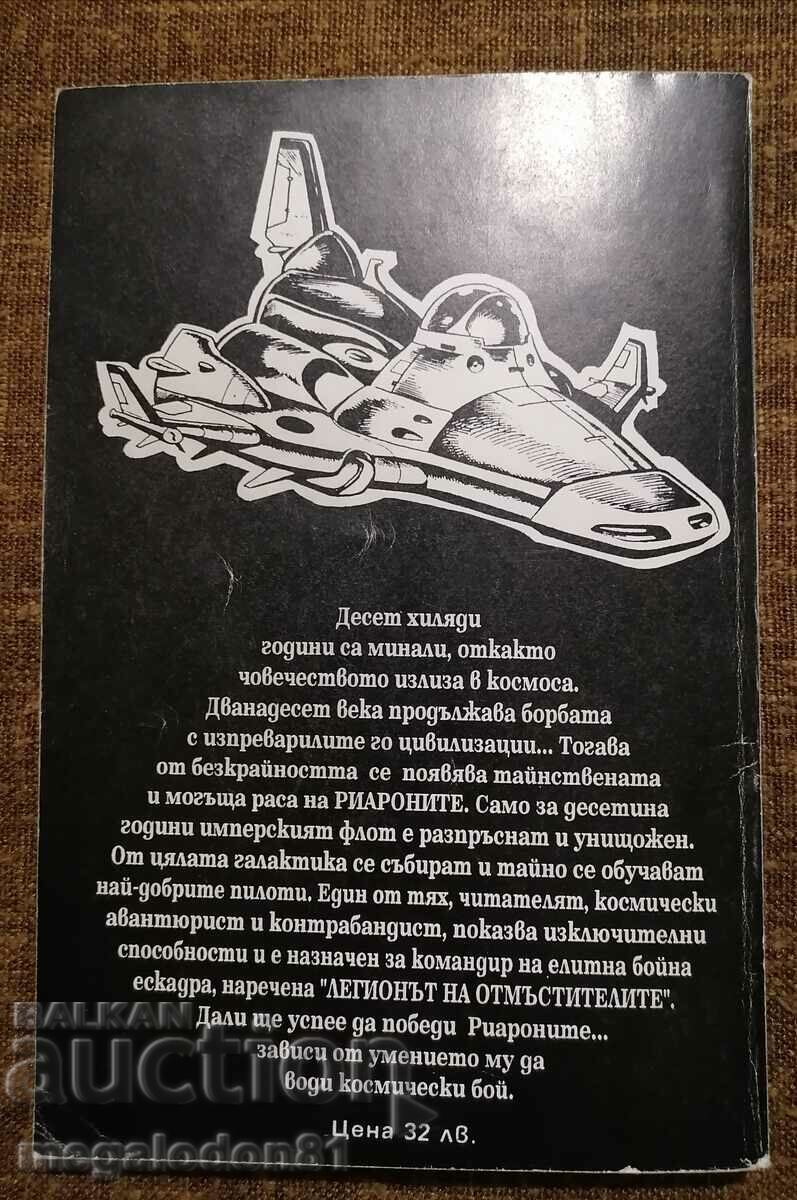 Десет хиляди
години са минали, откакто
човечеството излиза в космоса.
Дванадесет века продължава борбата
с изпреварилите го цивилизации... Тогава
от безкрайността се появява тайнствената
и могъща раса на РИАРОНИТЕ. Само за десетина
години имперският флот е разпръснат и унищожен.
От цялата галактика се събират и тайно се обучават
най-добрите пилоти. Един от тях, читателят, космически
авантюрист и контрабандист, показва изключителни
способности и е назначен за командир на елитна бойна
ескадра, наречена "ЛЕГИОНЪТ НА ОТМЪСТИТЕЛИТЕ".
Дали ще успее да победи Риароните...
зависи от умението му да
води космически бой.
Цена 32 лв.
BALKAN
auction
megalodon81